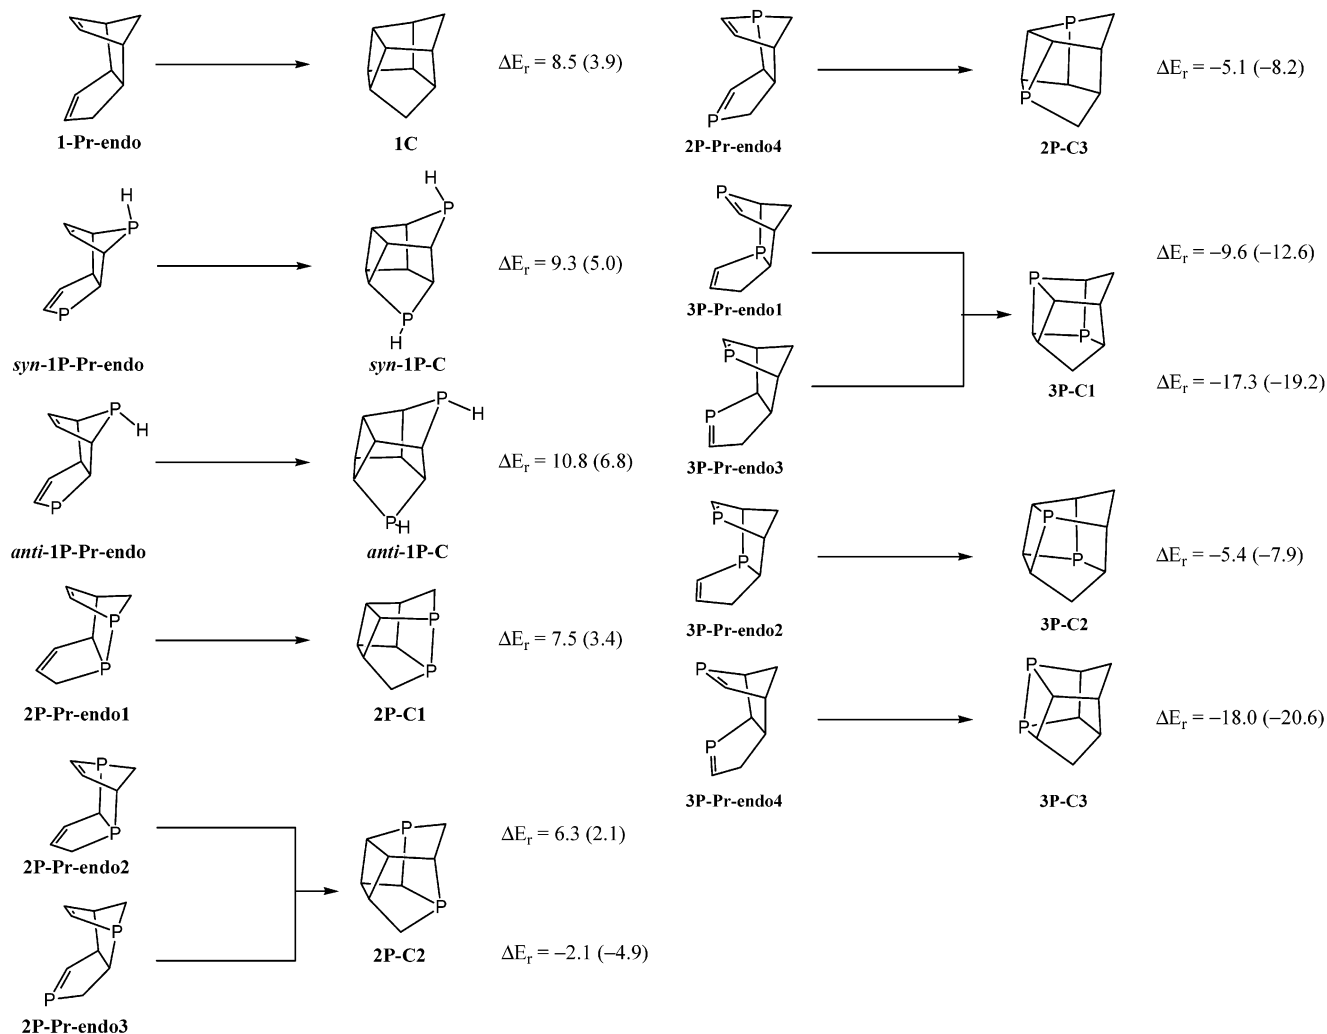 1-Pr-endo
1C
ΔEr = 8.5 (3.9)
H
P
P
syn-1P-Pr-endo
H
P
P
H
syn-1P-C
ΔEr = 9.3 (5.0)
P
H
P
anti-1P-Pr-endo
P
H
P
H
anti-1P-C
ΔEr = 10.8 (6.8)
P
P
2P-Pr-endo1
P
P
2P-C1
ΔEr = 7.5 (3.4)
P
P
2P-Pr-endo2
P
P
2P-Pr-endo3
P
P
2P-C2
ΔEr = 6.3 (2.1)
ΔEr = −2.1 (−4.9)
P
P
2P-Pr-endo4
P
P
2P-C3
ΔEr = −5.1 (−8.2)
P
P
3P-Pr-endo1
P
P
3P-Pr-endo3
P
P
3P-C1
ΔEr = −9.6 (−12.6)
ΔEr = −17.3 (−19.2)
P
P
3P-Pr-endo2
P
P
3P-C2
ΔEr = −5.4 (−7.9)
P
P
3P-Pr-endo4
P
P
3P-C3
ΔEr = −18.0 (−20.6)